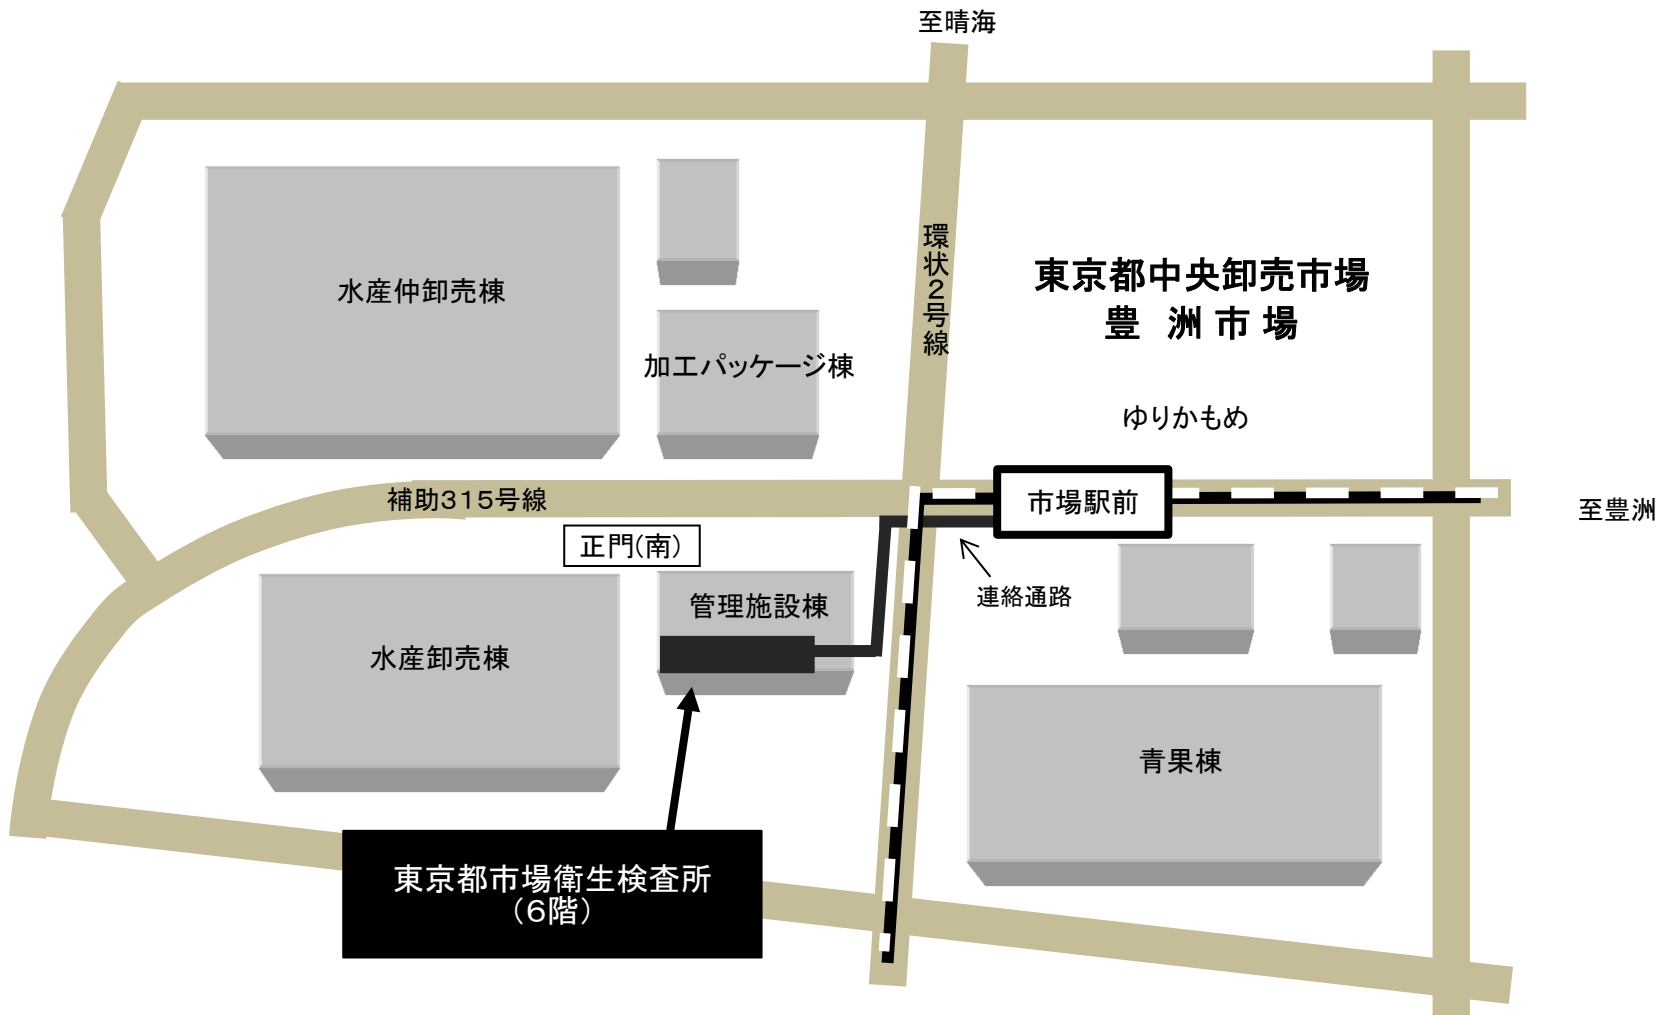 至晴海
環状2号線
東京都中央卸売市場
豊 洲 市 場
水産仲卸売棟
加工パッケージ棟
ゆりかもめ
補助315号線
市場駅前
至豊洲
正門(南)
連絡通路
管理施設棟
水産卸売棟
青果棟
東京都市場衛生検査所
（6階）